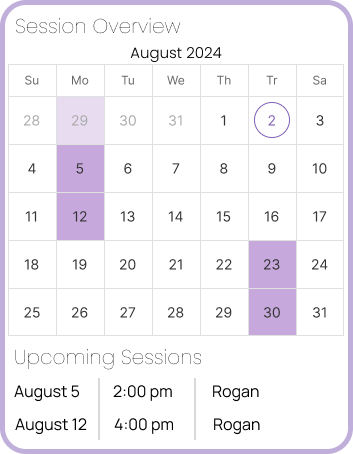 Session Overview
August 2024
Su Mo Tu We Th Tr Sa
28 29 30 31 1 2 3
4 5 6 7 8 9 10
11 12 13 14 15 16 17
18 19 20 21 22 23 24
25 26 27 28 29 30 31
Upcoming Sessions
August 5 2:00 pm Rogan
August 12 4:00 pm Rogan